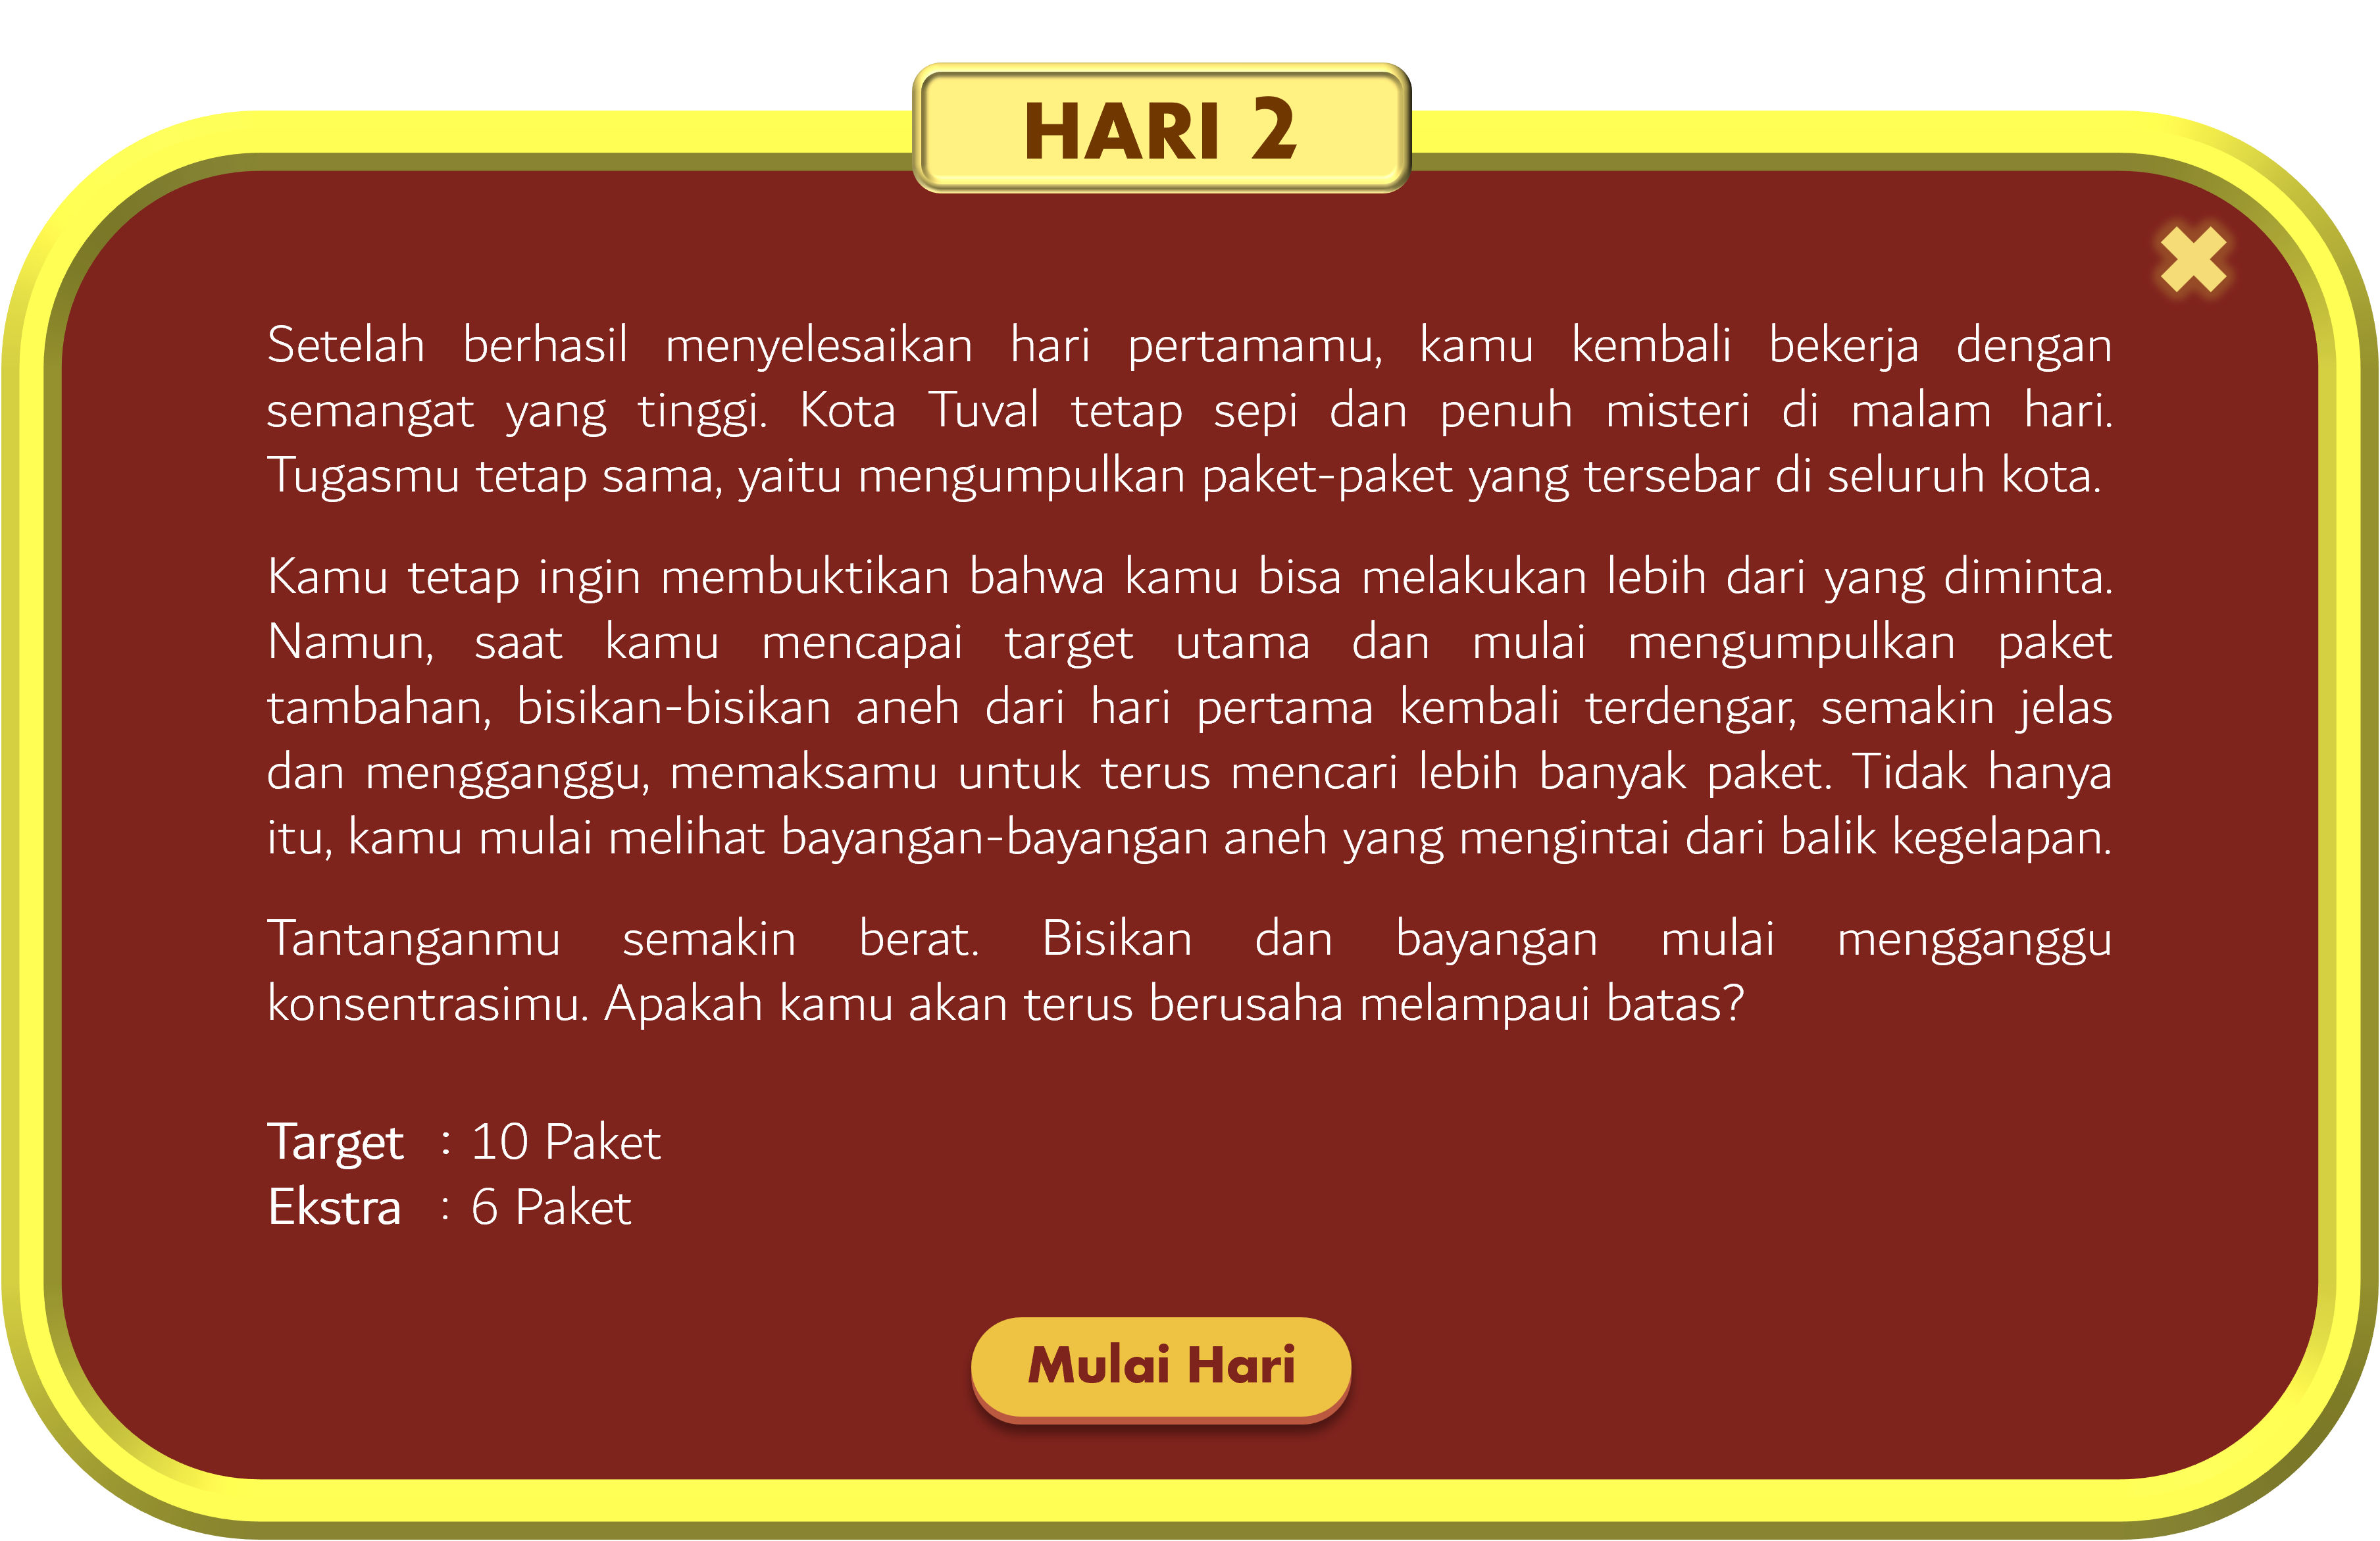 HARI 2
Setelah berhasil menyelesaikan hari pertamamu, kamu kembali bekerja dengan
semangat yang tinggi. Kota Tuval tetap sepi dan penuh misteri di malam hari.
Tugasmu tetap sama, yaitu mengumpulkan paket-paket yang tersebar di seluruh kota.
Kamu tetap ingin membuktikan bahwa kamu bisa melakukan lebih dari yang diminta.
Namun, saat kamu mencapai target utama dan mulai mengumpulkan paket
tambahan, bisikan-bisikan aneh dari hari pertama kembali terdengar, semakin jelas
dan mengganggu, memaksamu untuk terus mencari lebih banyak paket. Tidak hanya
itu, kamu mulai melihat bayangan-bayangan aneh yang mengintai dari balik kegelapan.
Tantanganmu semakin berat. Bisikan dan bayangan mulai mengganggu
konsentrasimu. Apakah kamu akan terus berusaha melampaui batas?
Target : 10 Paket
Ekstra : 6 Paket
Mulai Hari